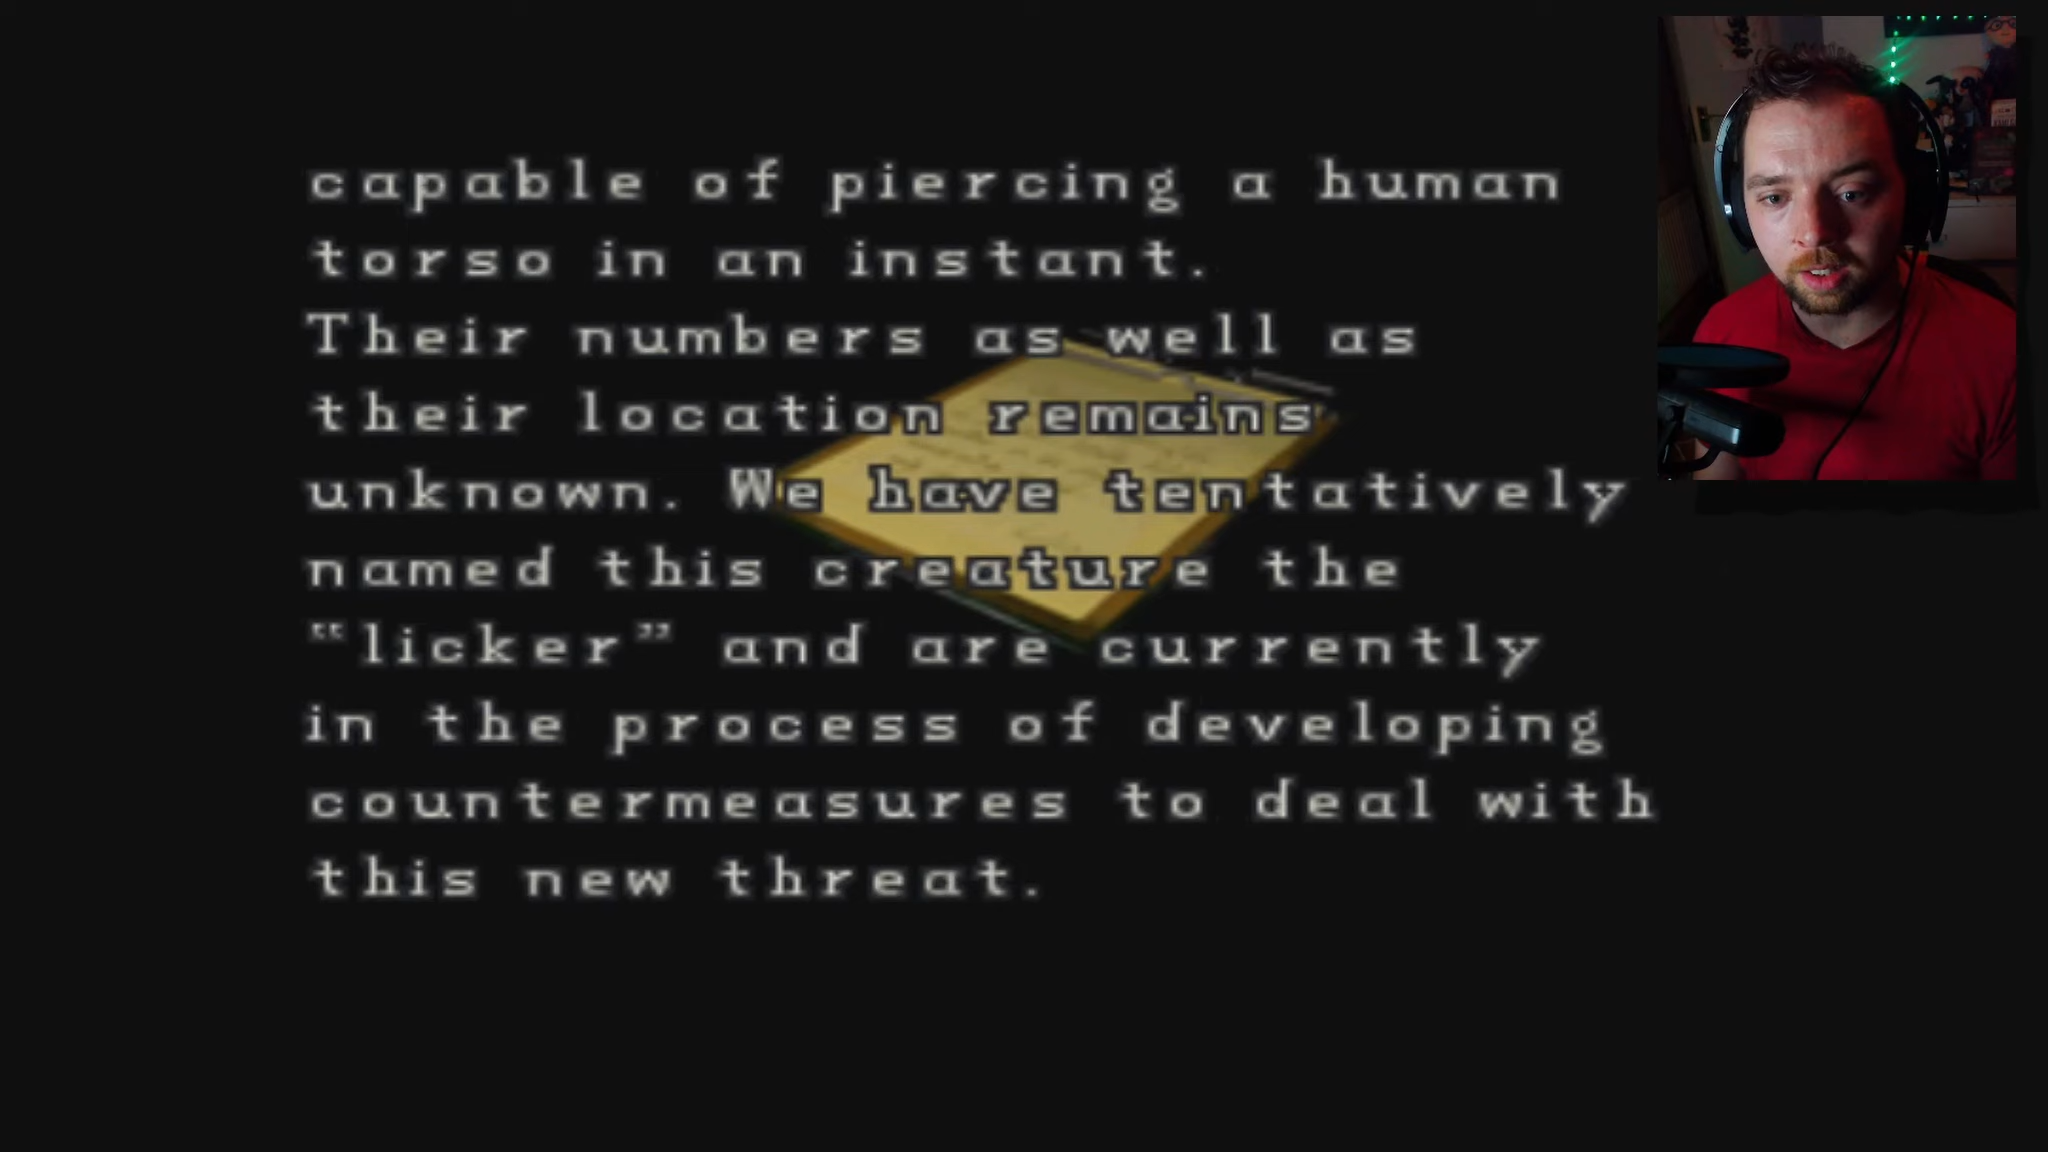 capable of piercing a human
torso in an instant.
Their numbers as well as
their location remains
unknown. We have tentatively
named this creature the
“licker” and are currently
in the process of developing
countermeasures to deal with
this new threat.